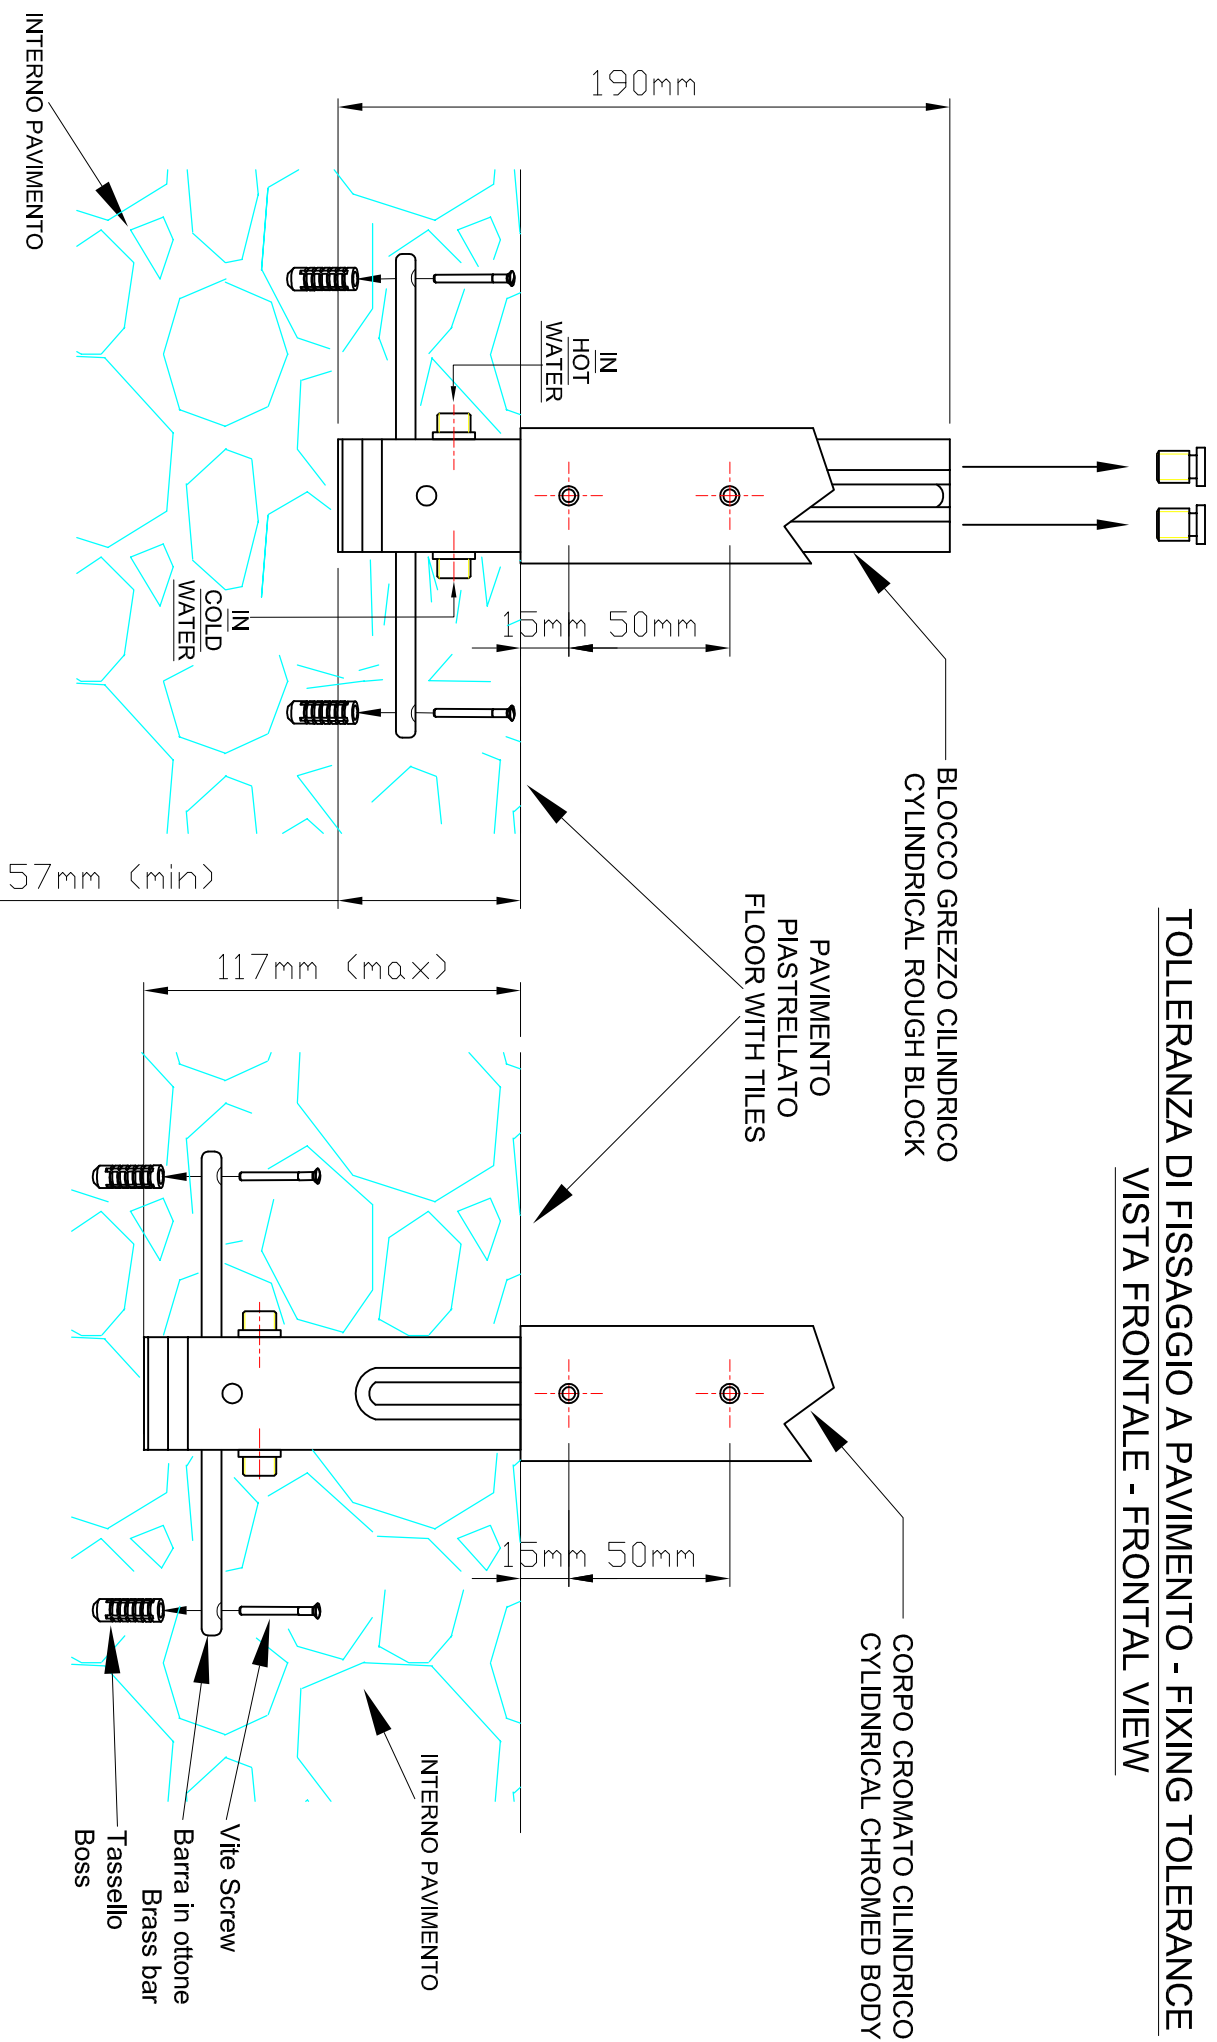 TOLLERANZA DI FISSAGGIO A PAVIMENTO - FIXING TOLERANCE
VISTA FRONTALE - FRONTAL VIEW
BLOCCO GREZZO CILINDRICO
CYLINDRICAL ROUGH BLOCK
CORPO CROMATO CILINDRICO
CYLIDNRICAL CHROMED BODY
PAVIMENTO
PIASTRELLATO
FLOOR WITH TILES
190mm
IN
HOT
WATER
15mm
50mm
IN
COLD
WATER
INTERNO PAVIMENTO
57mm (min)
117mm (max)
15mm
50mm
INTERNO PAVIMENTO
Vite Screw
Barra in ottone
Brass bar
Tassello
Boss